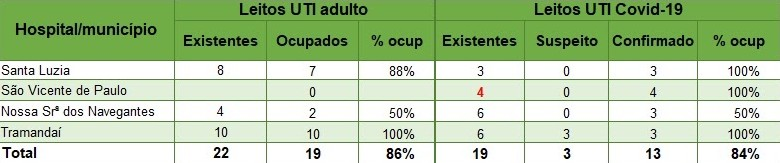 Hospital/município Leitos UTI adulto Leitos UTI Covid-19
Existentes Ocupados % ocup Existentes Suspeito Confirmado % ocup
Santa Luzia 8 7 88% 3 0 3 100%
São Vicente de Paulo 0 4 0 4 100%
Nossa Srª dos Navegantes 4 2 50% 6 0 3 50%
Tramandaí 10 10 100% 6 3 3 100%
Total 22 19 86% 19 3 13 84%